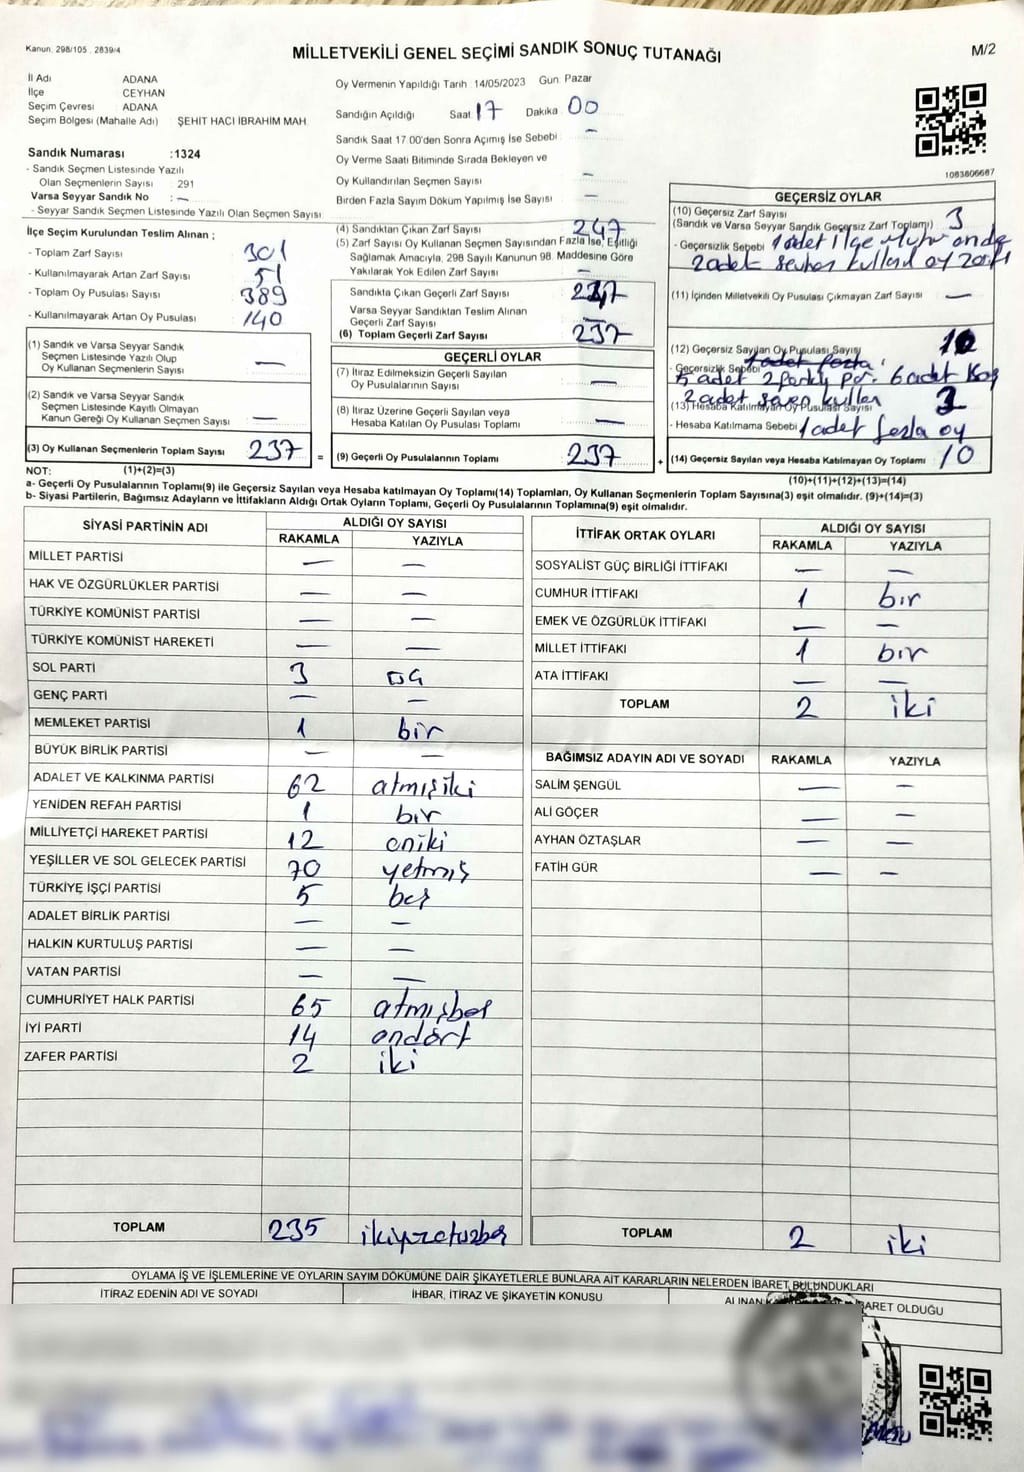 Kanun. 298/105 , 2839/4
MİLLETVEKİLİ GENEL SEÇİMİ SANDIK SONUÇ TUTANAĞI
M/2
İl Adı ADANA
İlçe CEYHAN
Seçim Çevresi ADANA
Seçim Bölgesi (Mahalle Adı) : ŞEHİT HACI İBRAHİM MAH.
Sandık Numarası :1324
- Sandık Seçmen Listesinde Yazılı
Olan Seçmenlerin Sayısı : 291
Varsa Seyyar Sandık No : —
- Seyyar Sandık Seçmen Listesinde Yazılı Olan Seçmen Sayısı:
Oy Vermenin Yapıldığı Tarih : 14/05/2023 Gün: Pazar
Sandığın Açıldığı Saat: 17 Dakika 00
Sandık Saat 17.00'den Sonra Açımış İse Sebebi : —
Oy Verme Saati Bitiminde Sırada Bekleyen ve
Oy Kullandırılan Seçmen Sayısı : —
Birden Fazla Sayım Döküm Yapılmış İse Sayısı : —
1083806687
İlçe Seçim Kurulundan Teslim Alınan ;
- Toplam Zarf Sayısı : 301
- Kullanılmayarak Artan Zarf Sayısı : 51
- Toplam Oy Pusulası Sayısı : 389
- Kullanılmayarak Artan Oy Pusulası : 140
(1) Sandık ve Varsa Seyyar Sandık
Seçmen Listesinde Yazılı Olup
Oy Kullanan Seçmenlerin Sayısı : —
(2) Sandık ve Varsa Seyyar Sandık
Seçmen Listesinde Kayıtlı Olmayan
Kanun Gereği Oy Kullanan Seçmen Sayısı : —
(3) Oy Kullanan Seçmenlerin Toplam Sayısı : 237 =
(4) Sandıktan Çıkan Zarf Sayısı : 247
(5) Zarf Sayısı Oy Kullanan Seçmen Sayısından Fazla İse, Eşitliği
Sağlamak Amacıyla, 298 Sayılı Kanunun 98. Maddesine Göre
Yakılarak Yok Edilen Zarf Sayısı : —
Sandıkta Çıkan Geçerli Zarf Sayısı :
Varsa Seyyar Sandıktan Teslim Alınan
Geçerli Zarf Sayısı : —
(6) Toplam Geçerli Zarf Sayısı : 237
GEÇERLİ OYLAR
(7) İtiraz Edilmeksizin Geçerli Sayılan
Oy Pusulalarının Sayısı : —
(8) İtiraz Üzerine Geçerli Sayılan veya
Hesaba Katılan Oy Pusulası Toplamı : —
(9) Geçerli Oy Pusulalarının Toplamı : 237 +
GEÇERSİZ OYLAR
(10) Geçersiz Zarf Sayısı
(Sandık ve Varsa Seyyar Sandık Geçersiz Zarf Toplamı) : 3
- Geçersizlik Sebebi : 1 adet ilçe
2 adet oy
(11) İçinden Milletvekili Oy Pusulası Çıkmayan Zarf Sayısı : —
(12) Geçersiz Sayılan Oy Pusulası Sayısı :
- Geçersizlik Sebebi :
5 adet 2 6 adet
2 adet
(13) Hesaba Katılmayan Oy Pusulası Sayısı :
- Hesaba Katılmama Sebebi : 1 adet fazla oy
(14) Geçersiz Sayılan veya Hesaba Katılmayan Oy Toplamı : 10
NOT: (1)+(2)=(3) (10)+(11)+(12)+(13)=(14)
a- Geçerli Oy Pusulalarının Toplamı(9) ile Geçersiz Sayılan veya Hesaba katılmayan Oy Toplamı(14) Toplamları, Oy Kullanan Seçmenlerin Toplam Sayısına(3) eşit olmalıdır. (9)+(14)=(3)
b- Siyasi Partilerin, Bağımsız Adayların ve İttifakların Aldığı Ortak Oyların Toplamı, Geçerli Oy Pusulalarının Toplamına(9) eşit olmalıdır.
SİYASİ PARTİNİN ADI ALDIĞI OY SAYISI
RAKAMLA YAZIYLA
MİLLET PARTİSİ — —
HAK VE ÖZGÜRLÜKLER PARTİSİ — —
TÜRKİYE KOMÜNİST PARTİSİ — —
TÜRKİYE KOMÜNİST HAREKETİ — —
SOL PARTİ 3
GENÇ PARTİ — —
MEMLEKET PARTİSİ 1 bir
BÜYÜK BİRLİK PARTİSİ — —
ADALET VE KALKINMA PARTİSİ 62 atmışiki
YENİDEN REFAH PARTİSİ 1 bir
MİLLİYETÇİ HAREKET PARTİSİ 12 oniki
YEŞİLLER VE SOL GELECEK PARTİSİ 70 yetmiş
TÜRKİYE İŞÇİ PARTİSİ 5 beş
ADALET BİRLİK PARTİSİ — —
HALKIN KURTULUŞ PARTİSİ — —
VATAN PARTİSİ — —
CUMHURİYET HALK PARTİSİ 65 atmışbeş
İYİ PARTİ 14 ondört
ZAFER PARTİSİ 2 iki
TOPLAM 235 ikiyüzotuzbeş
İTTİFAK ORTAK OYLARI ALDIĞI OY SAYISI
RAKAMLA YAZIYLA
SOSYALİST GÜÇ BİRLİĞİ İTTİFAKI — —
CUMHUR İTTİFAKI 1 bir
EMEK VE ÖZGÜRLÜK İTTİFAKI — —
MİLLET İTTİFAKI 1 bir
ATA İTTİFAKI — —
TOPLAM 2 iki
BAĞIMSIZ ADAYIN ADI VE SOYADI RAKAMLA YAZIYLA
SALİM ŞENGÜL — —
ALİ GÖÇER — —
AYHAN ÖZTAŞLAR — —
FATİH GÜR — —
TOPLAM 2 iki
OYLAMA İŞ VE İŞLEMLERİNE VE OYLARIN SAYIM DÖKÜMÜNE DAİR ŞİKAYETLERLE BUNLARA AİT KARARLARIN NELERDEN İBARET BULUNDUKLARI
İTİRAZ EDENİN ADI VE SOYADI İHBAR, İTİRAZ VE ŞİKAYETİN KONUSU ALINAN İBARET OLDUĞU